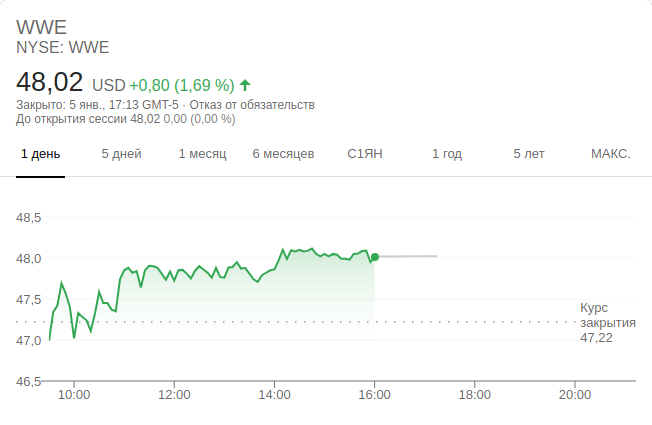 WWE
NYSE: WWE
48,02 USD +0,80 (1,69 %)
Закрыто: 5 янв., 17:13 GMT-5 · Отказ от обязательств
До открытия сессии 48,02 0,00 (0,00 %)
1 день 5 дней 1 месяц 6 месяцев С1ЯН 1 год 5 лет МАКС.
48,5
48,0
47,5
Курс
закрытия
47,22
47,0
46,5
10:00 12:00 14:00 16:00 18:00 20:00